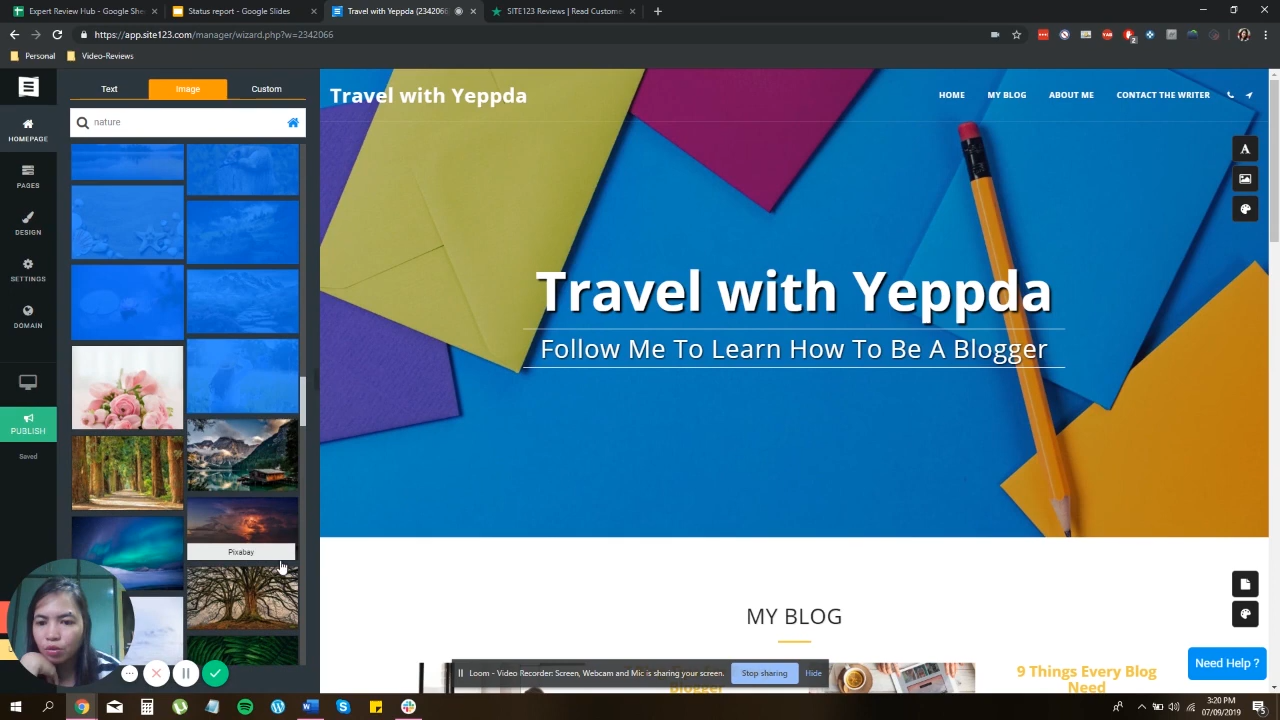 Expert Review Hub - Google She
Status report - Google Slides
Travel with Yeppda (2342066
SITE123 Reviews | Read Custome
https://app.site123.com/manager/wizard.php?w=2342066
Personal
Video-Reviews
Text
Image
Custom
nature
HOMEPAGE
PAGES
DESIGN
SETTINGS
DOMAIN
PUBLISH
Saved
Pixabay
Travel with Yeppda
HOME
MY BLOG
ABOUT ME
CONTACT THE WRITER
A
Travel with Yeppda
Follow Me To Learn How To Be A Blogger
MY BLOG
9 Things Every Blog
Need
Blogger
Loom - Video Recorder: Screen, Webcam and Mic is sharing your screen.
Stop sharing
Hide
Need Help ?
3:20 PM
07/09/2019